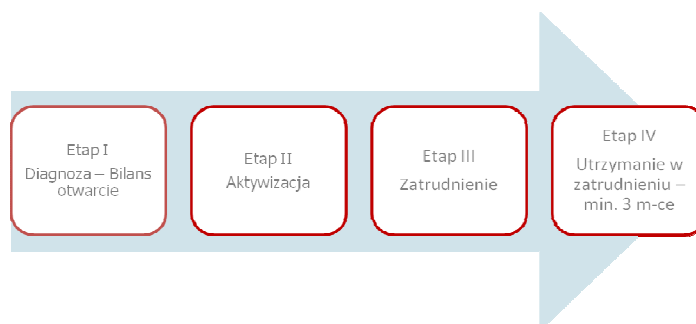 Etap I
Diagnoza – Bilans
otwarcie
Etap II
Aktywizacja
Etap III
Zatrudnienie
Etap IV
Utrzymanie w
zatrudnieniu –
min. 3 m-ce